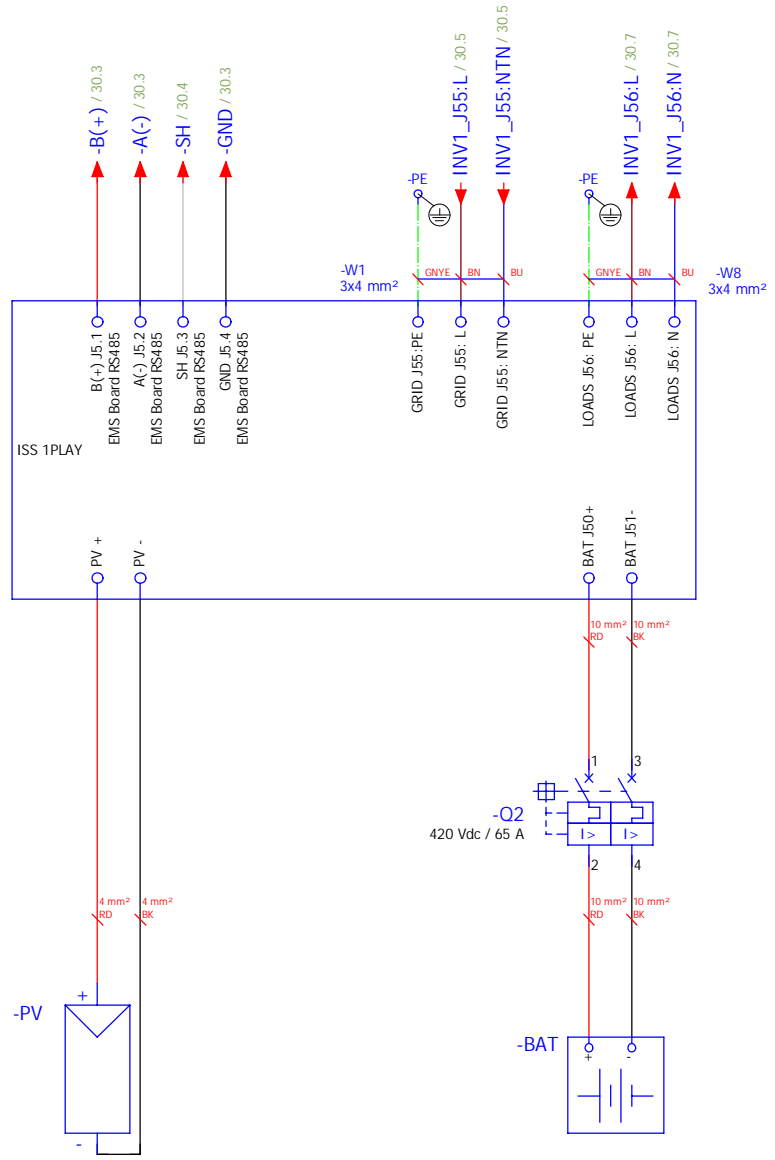 -B(+) / 30.3
-A(-) / 30.3
-SH / 30.4
-GND / 30.3
INV1_J55:L / 30.5
INV1_J55:NTN / 30.5
INV1_J56:L / 30.7
INV1_J56:N / 30.7
-PE
-PE
-W1
3x4 mm²
GNYE
BN
BU
GNYE
BN
BU
-W8
3x4 mm²
B(+) J5.1
EMS Board RS485
A(-) J5.2
EMS Board RS485
SH J5.3
EMS Board RS485
GND J5.4
EMS Board RS485
GRID J55:PE
GRID J55: L
GRID J55: NTN
LOADS J56: PE
LOADS J56: L
LOADS J56: N
ISS 1PLAY
PV +
PV -
BAT J50+
BAT J51-
10 mm²
RD
10 mm²
BK
1
3
-Q2
420 Vdc / 65 A
I>
I>
2
4
4 mm²
RD
4 mm²
BK
10 mm²
RD
10 mm²
BK
-PV
+
-
-BAT
+
-